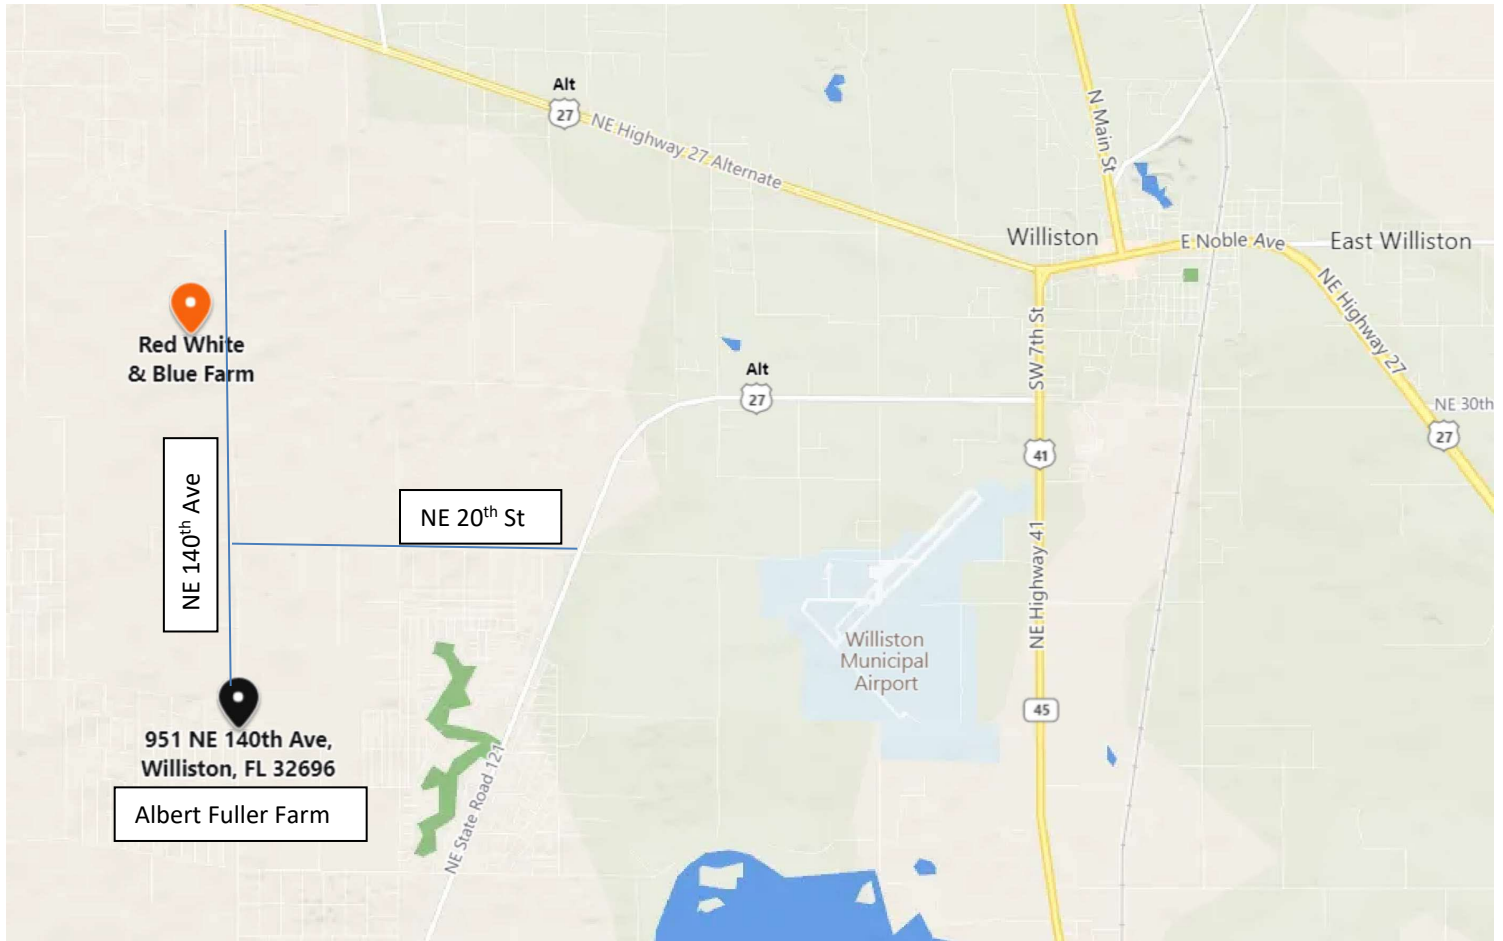 Alt
27
NE Highway 27 Alternate
N Main St
Williston
E Noble Ave
East Williston
NE Highway 27
Red White
& Blue Farm
SW 7th St
Alt
27
NE 30th
27
41
NE 140th Ave
NE 20th St
NE Highway 41
Williston
Municipal
Airport
45
951 NE 140th Ave,
Williston, FL 32696
NE State Road 121
Albert Fuller Farm